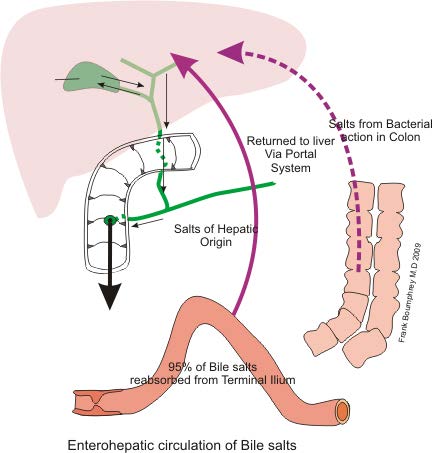 Salts from Bacterial
action in Colon
Returned to liver
Via Portal
System
Salts of Hepatic
Origin
Frank Boumphrey M.D 2009
95% of Bile salts
reabsorbed from Terminal Ilium
Enterohepatic circulation of Bile salts